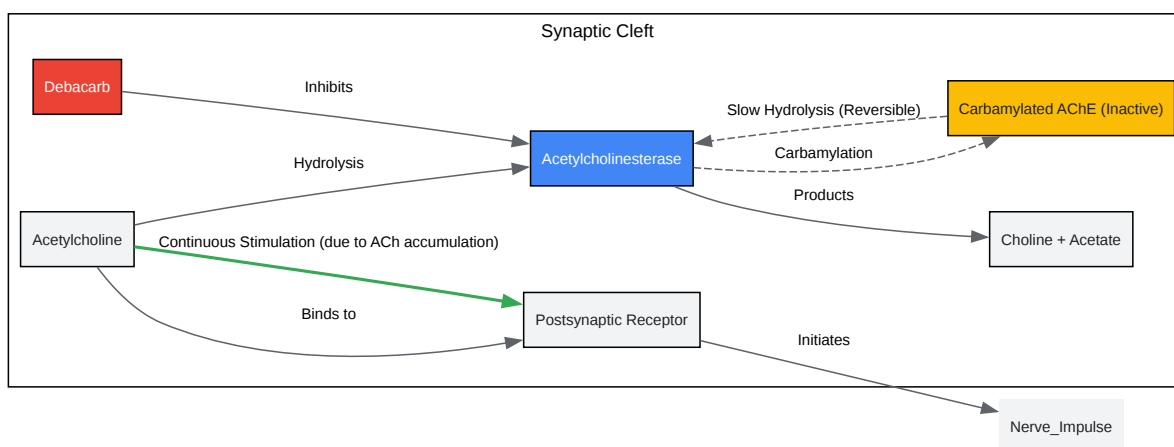 Synaptic Cleft
Debacarb
Inhibits
Slow Hydrolysis (Reversible)
Carbamylated AChE (Inactive)
Acetylcholinesterase
Carbamylation
Hydrolysis
Products
Acetylcholine
Continuous Stimulation (due to ACh accumulation)
Choline + Acetate
Binds to
Postsynaptic Receptor
Initiates
Nerve_Impulse